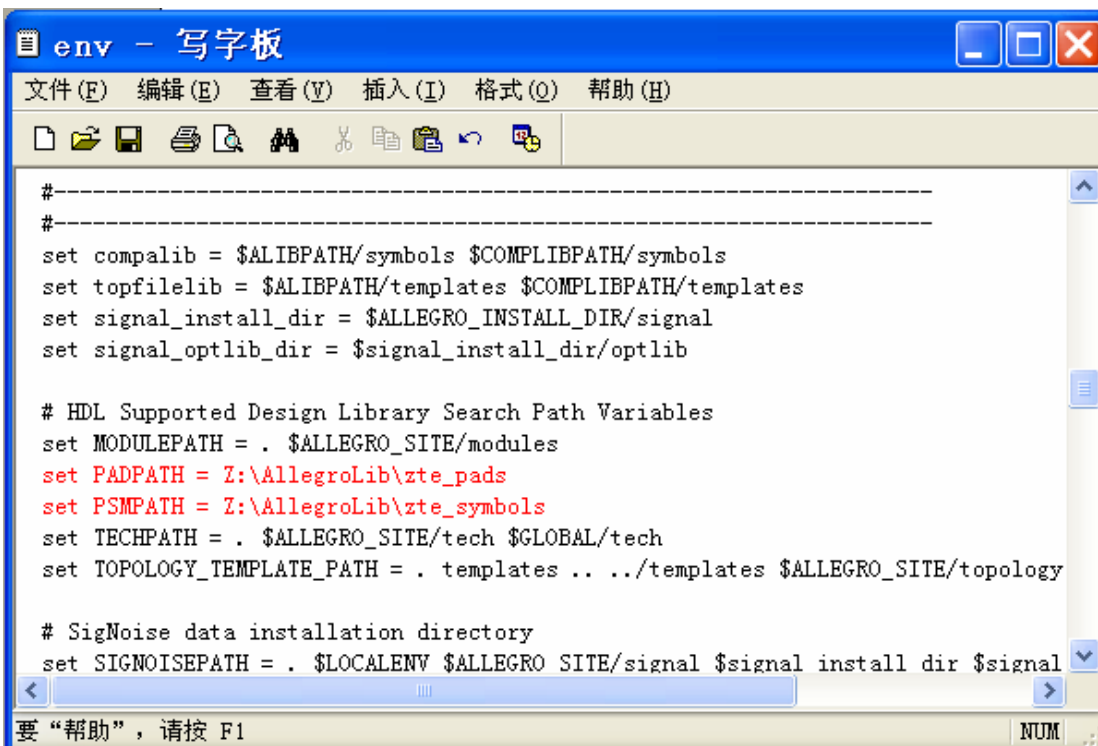 env - 写字板
文件(F) 编辑(E) 查看(V) 插入(I) 格式(O) 帮助(H)
#--------------------------------------------------------------------
#--------------------------------------------------------------------
set compalib = $ALIBPATH/symbols $COMPLIBPATH/symbols
set topfilelib = $ALIBPATH/templates $COMPLIBPATH/templates
set signal_install_dir = $ALLEGRO_INSTALL_DIR/signal
set signal_optlib_dir = $signal_install_dir/optlib
# HDL Supported Design Library Search Path Variables
set MODULEPATH = . $ALLEGRO_SITE/modules
set PADPATH = Z:\AllegroLib\zte_pads
set PSMPATH = Z:\AllegroLib\zte_symbols
set TECHPATH = . $ALLEGRO_SITE/tech $GLOBAL/tech
set TOPOLOGY_TEMPLATE_PATH = . templates .. ../templates $ALLEGRO_SITE/topology
# SigNoise data installation directory
set SIGNOISEPATH = . $LOCALENV $ALLEGRO_SITE/signal $signal_install_dir $signal
要“帮助”，请按 F1
NUM